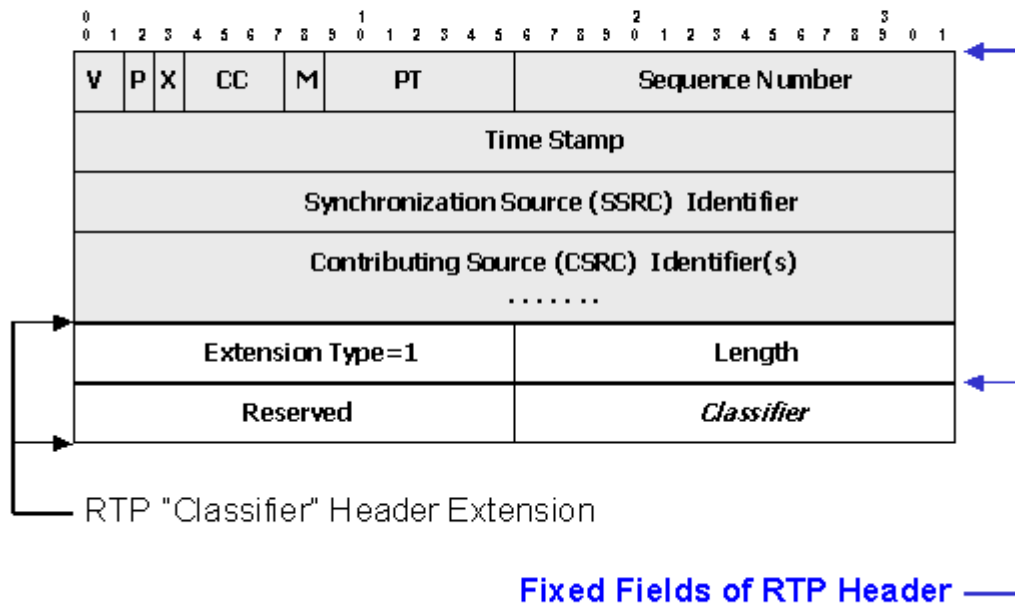 0 1 2 3
0 1 2 3 4 5 6 7 8 9 0 1 2 3 4 5 6 7 8 9 0 1 2 3 4 5 6 7 8 9 0 1
V P X CC M PT Sequence Number
Time Stamp
Synchronization Source (SSRC) Identifier
Contributing Source (CSRC) Identifier(s)
.......
Extension Type=1 Length
Reserved Classifier
RTP "Classifier" Header Extension
Fixed Fields of RTP Header